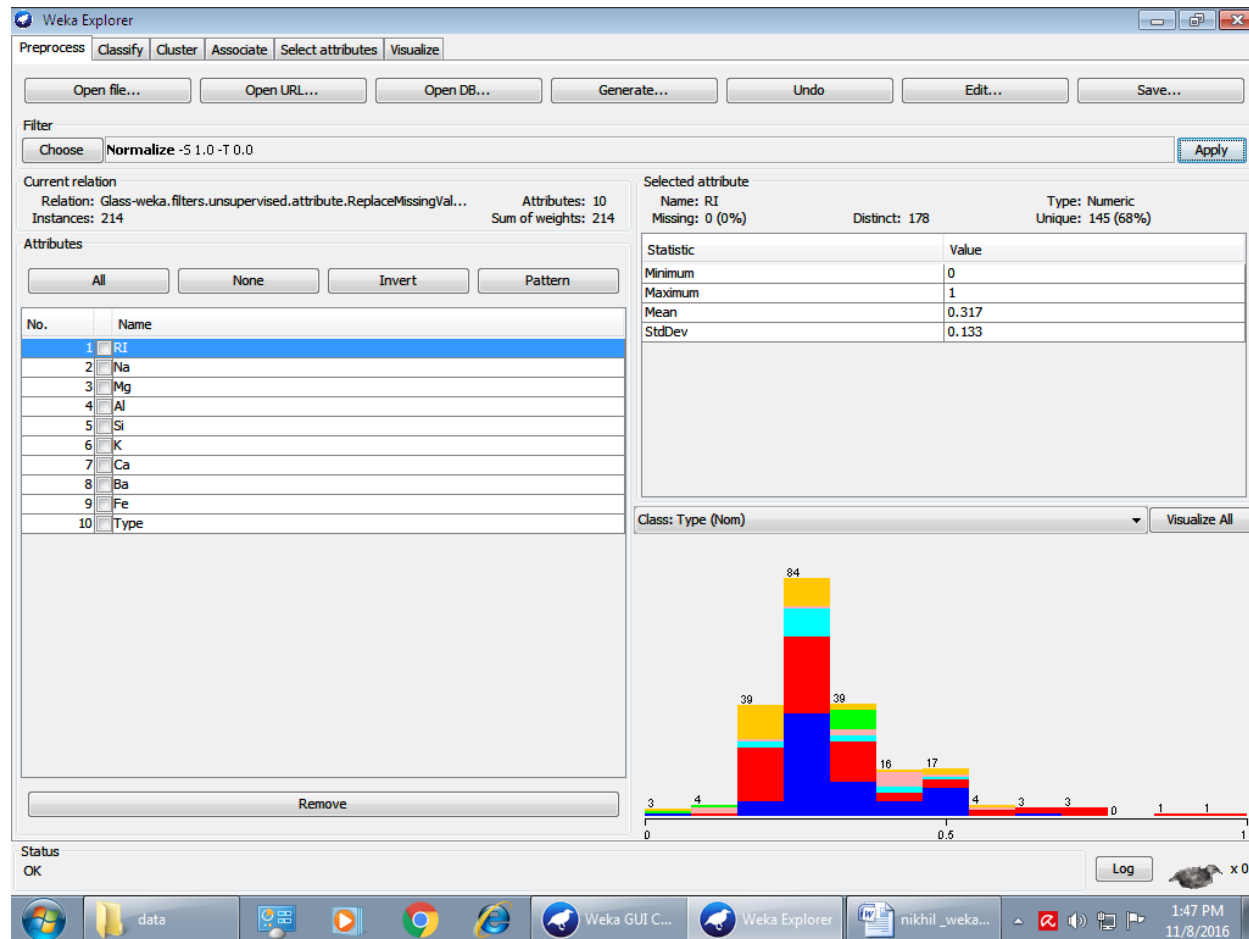 Weka Explorer
Preprocess Classify Cluster Associate Select attributes Visualize
Open file... Open URL... Open DB... Generate... Undo Edit... Save...
Filter
Choose Normalize -S 1.0 -T 0.0 Apply
Current relation
Relation: Glass-weka.filters.unsupervised.attribute.ReplaceMissingVal... Attributes: 10
Instances: 214 Sum of weights: 214
Selected attribute
Name: RI Type: Numeric
Missing: 0 (0%) Distinct: 178 Unique: 145 (68%)
Attributes
All None Invert Pattern
No. Name
1 RI
2 Na
3 Mg
4 Al
5 Si
6 K
7 Ca
8 Ba
9 Fe
10 Type
Remove
Statistic Value
Minimum 0
Maximum 1
Mean 0.317
StdDev 0.133
Class: Type (Nom) Visualize All
3 4 39 84 39 16 17 4 3 3 0 1 1
0 0.5 1
Status
OK
Log x 0
data Weka GUI C... Weka Explorer nikhil _weka... 1:47 PM
11/8/2016